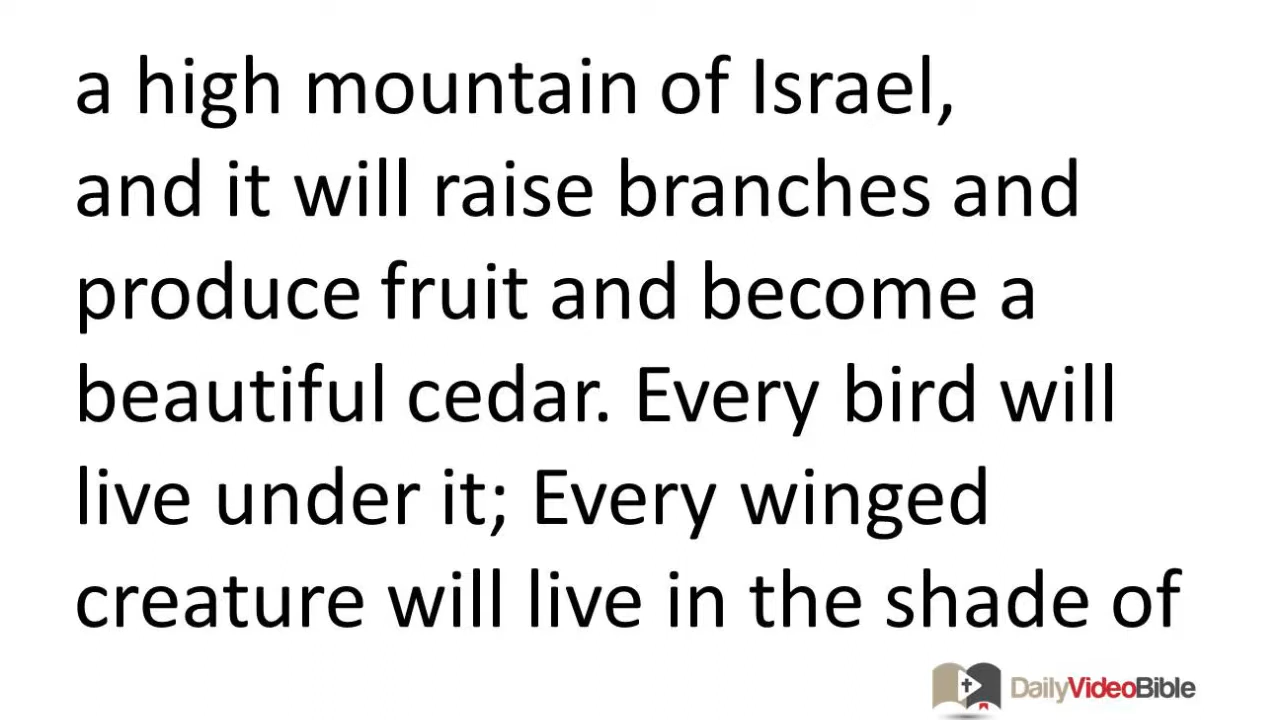 a high mountain of Israel,
and it will raise branches and
produce fruit and become a
beautiful cedar. Every bird will
live under it; Every winged
creature will live in the shade of
DailyVideoBible